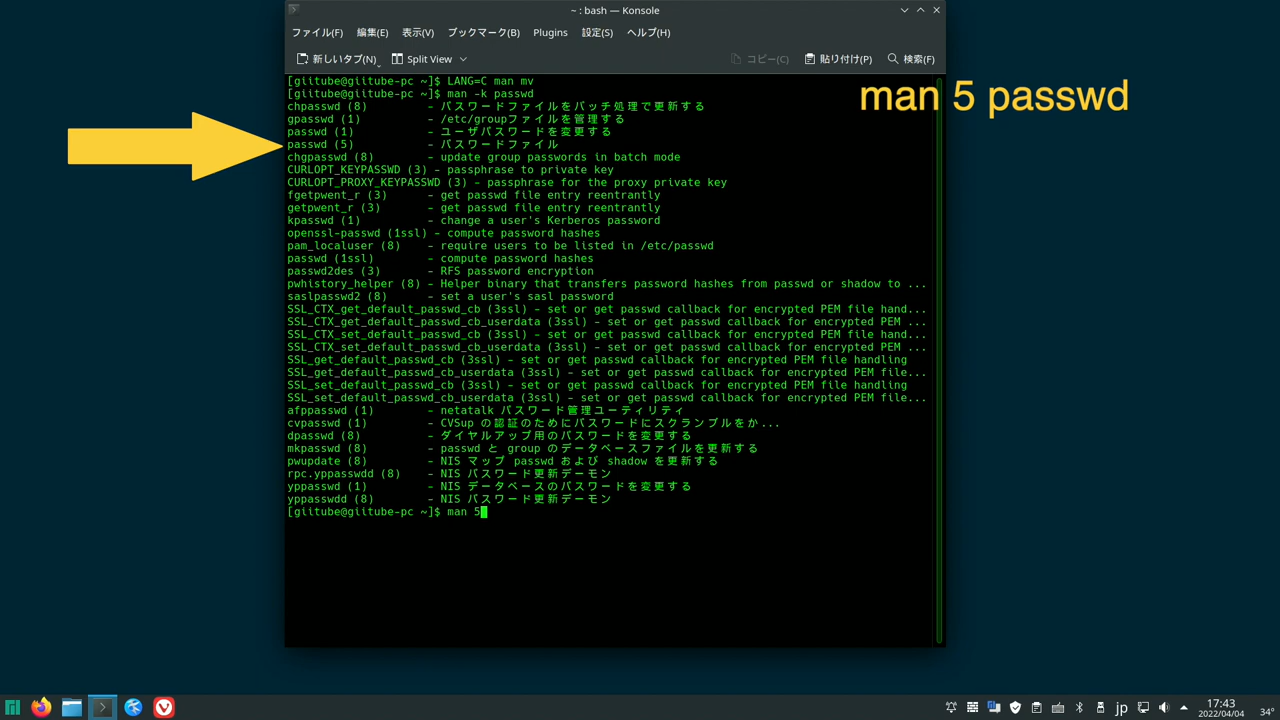 ~ : bash — Konsole
ファイル(F) 編集(E) 表示(V) ブックマーク(B) Plugins 設定(S) ヘルプ(H)
新しいタブ(N) Split View コピー(C) 貼り付け(P) 検索(F)
man 5 passwd
[giitube@giitube-pc ~]$ LANG=C man mv
[giitube@giitube-pc ~]$ man -k passwd
chpasswd (8) - パスワードファイルをバッチ処理で更新する
gpasswd (1) - /etc/groupファイルを管理する
passwd (1) - ユーザパスワードを変更する
passwd (5) - パスワードファイル
chgpasswd (8) - update group passwords in batch mode
CURLOPT_KEYPASSWD (3) - passphrase to private key
CURLOPT_PROXY_KEYPASSWD (3) - passphrase for the proxy private key
fgetpwent_r (3) - get passwd file entry reentrantly
getpwent_r (3) - get passwd file entry reentrantly
kpasswd (1) - change a user's Kerberos password
openssl-passwd (1ssl) - compute password hashes
pam_localuser (8) - require users to be listed in /etc/passwd
passwd (1ssl) - compute password hashes
passwd2des (3) - RFS password encryption
pwhistory_helper (8) - Helper binary that transfers password hashes from passwd or shadow to ...
saslpasswd2 (8) - set a user's sasl password
SSL_CTX_get_default_passwd_cb (3ssl) - set or get passwd callback for encrypted PEM file hand...
SSL_CTX_get_default_passwd_cb_userdata (3ssl) - set or get passwd callback for encrypted PEM ...
SSL_CTX_set_default_passwd_cb (3ssl) - set or get passwd callback for encrypted PEM file hand...
SSL_CTX_set_default_passwd_cb_userdata (3ssl) - set or get passwd callback for encrypted PEM ...
SSL_get_default_passwd_cb (3ssl) - set or get passwd callback for encrypted PEM file handling
SSL_get_default_passwd_cb_userdata (3ssl) - set or get passwd callback for encrypted PEM file...
SSL_set_default_passwd_cb (3ssl) - set or get passwd callback for encrypted PEM file handling
SSL_set_default_passwd_cb_userdata (3ssl) - set or get passwd callback for encrypted PEM file...
afppasswd (1) - netatalk パスワード管理ユーティリティ
cvpasswd (1) - CVSup の認証のためにパスワードにスクランブルをか...
dpasswd (8) - ダイヤルアップ用のパスワードを変更する
mkpasswd (8) - passwd と group のデータベースファイルを更新する
pwupdate (8) - NIS マップ passwd および shadow を更新する
rpc.yppasswdd (8) - NIS パスワード更新デーモン
yppasswd (1) - NIS データベースのパスワードを変更する
yppasswdd (8) - NIS パスワード更新デーモン
[giitube@giitube-pc ~]$ man 5
jp
17:43
2022/04/04
34°